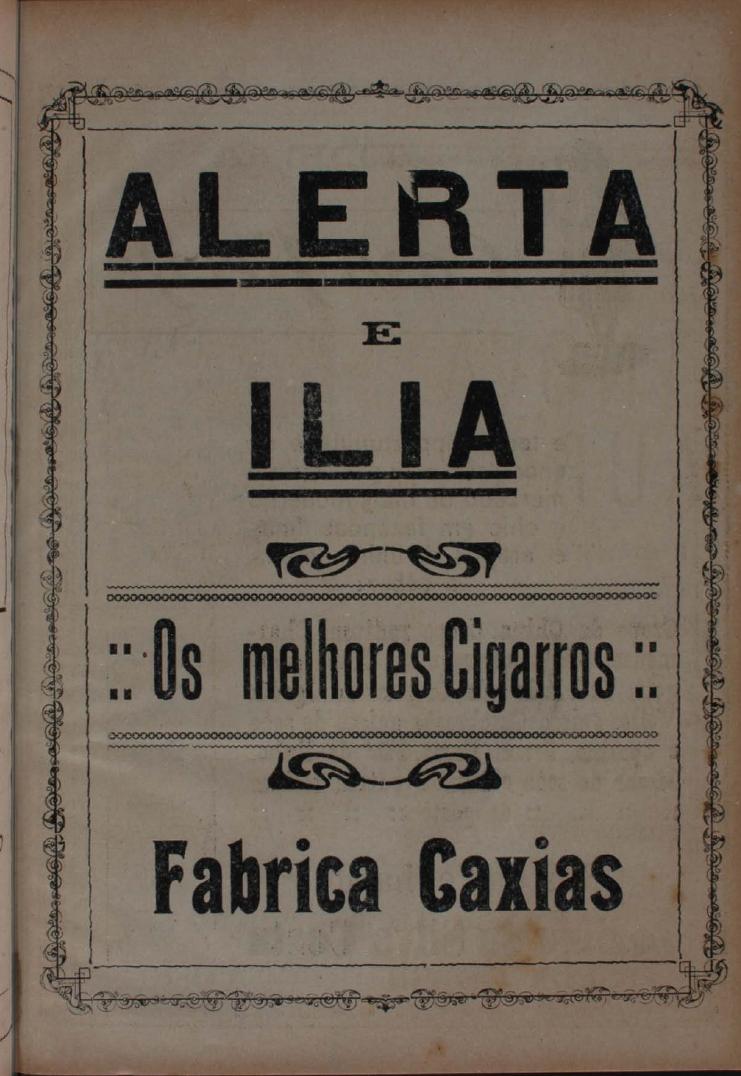 ALERTA
E
ILIA
:: Os melhores Cigarros ::
Fabrica Caxias